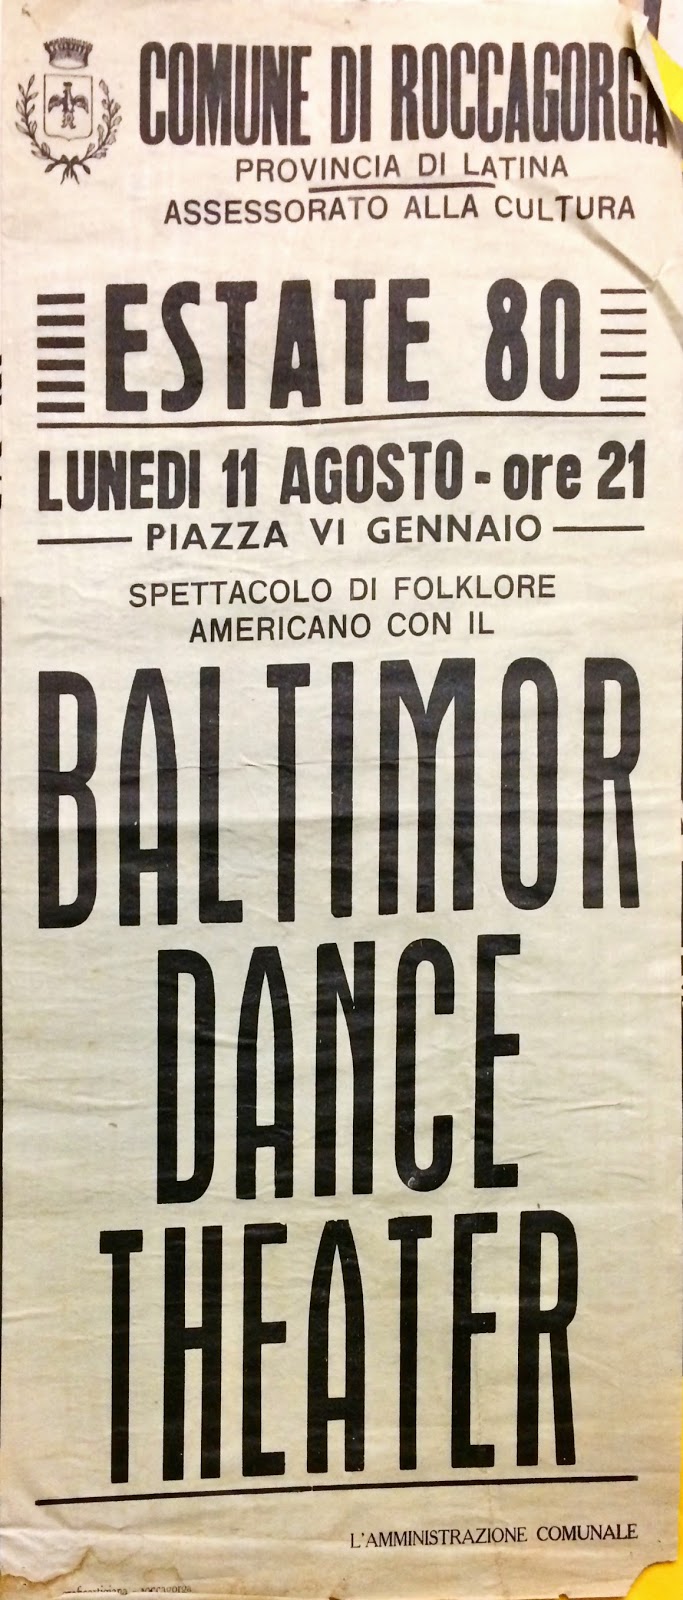 COMUNE DI ROCCAGORGA
PROVINCIA DI LATINA
ASSESSORATO ALLA CULTURA
ESTATE 80
LUNEDI 11 AGOSTO - ore 21
PIAZZA VI GENNAIO
SPETTACOLO DI FOLKLORE
AMERICANO CON IL
BALTIMOR
DANCE
THEATER
L'AMMINISTRAZIONE COMUNALE
roccagorga